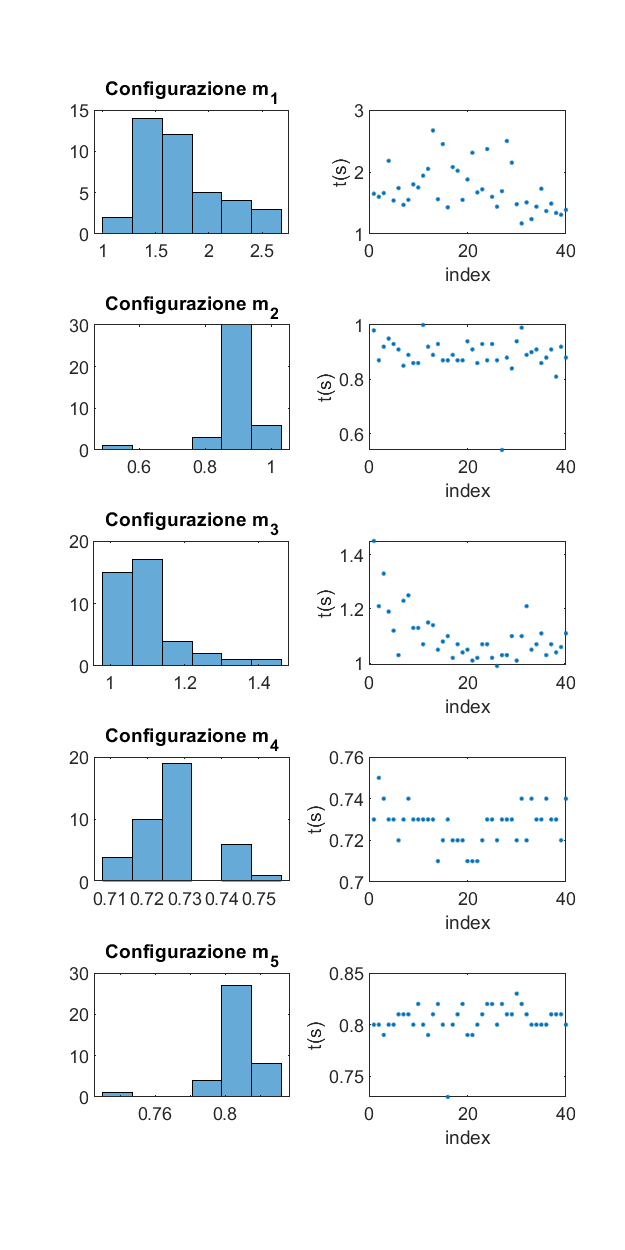 Configurazione m1
15
10
5
0
1 1.5 2 2.5
3
2
1
t(s)
0 20 40
index
Configurazione m2
30
20
10
0
0.6 0.8 1
1
0.8
0.6
t(s)
0 20 40
index
Configurazione m3
20
10
0
1 1.2 1.4
1.4
1.2
1
t(s)
0 20 40
index
Configurazione m4
20
10
0
0.71 0.72 0.73 0.74 0.75
0.76
0.74
0.72
0.7
t(s)
0 20 40
index
Configurazione m5
30
20
10
0
0.76 0.8
0.85
0.8
0.75
t(s)
0 20 40
index